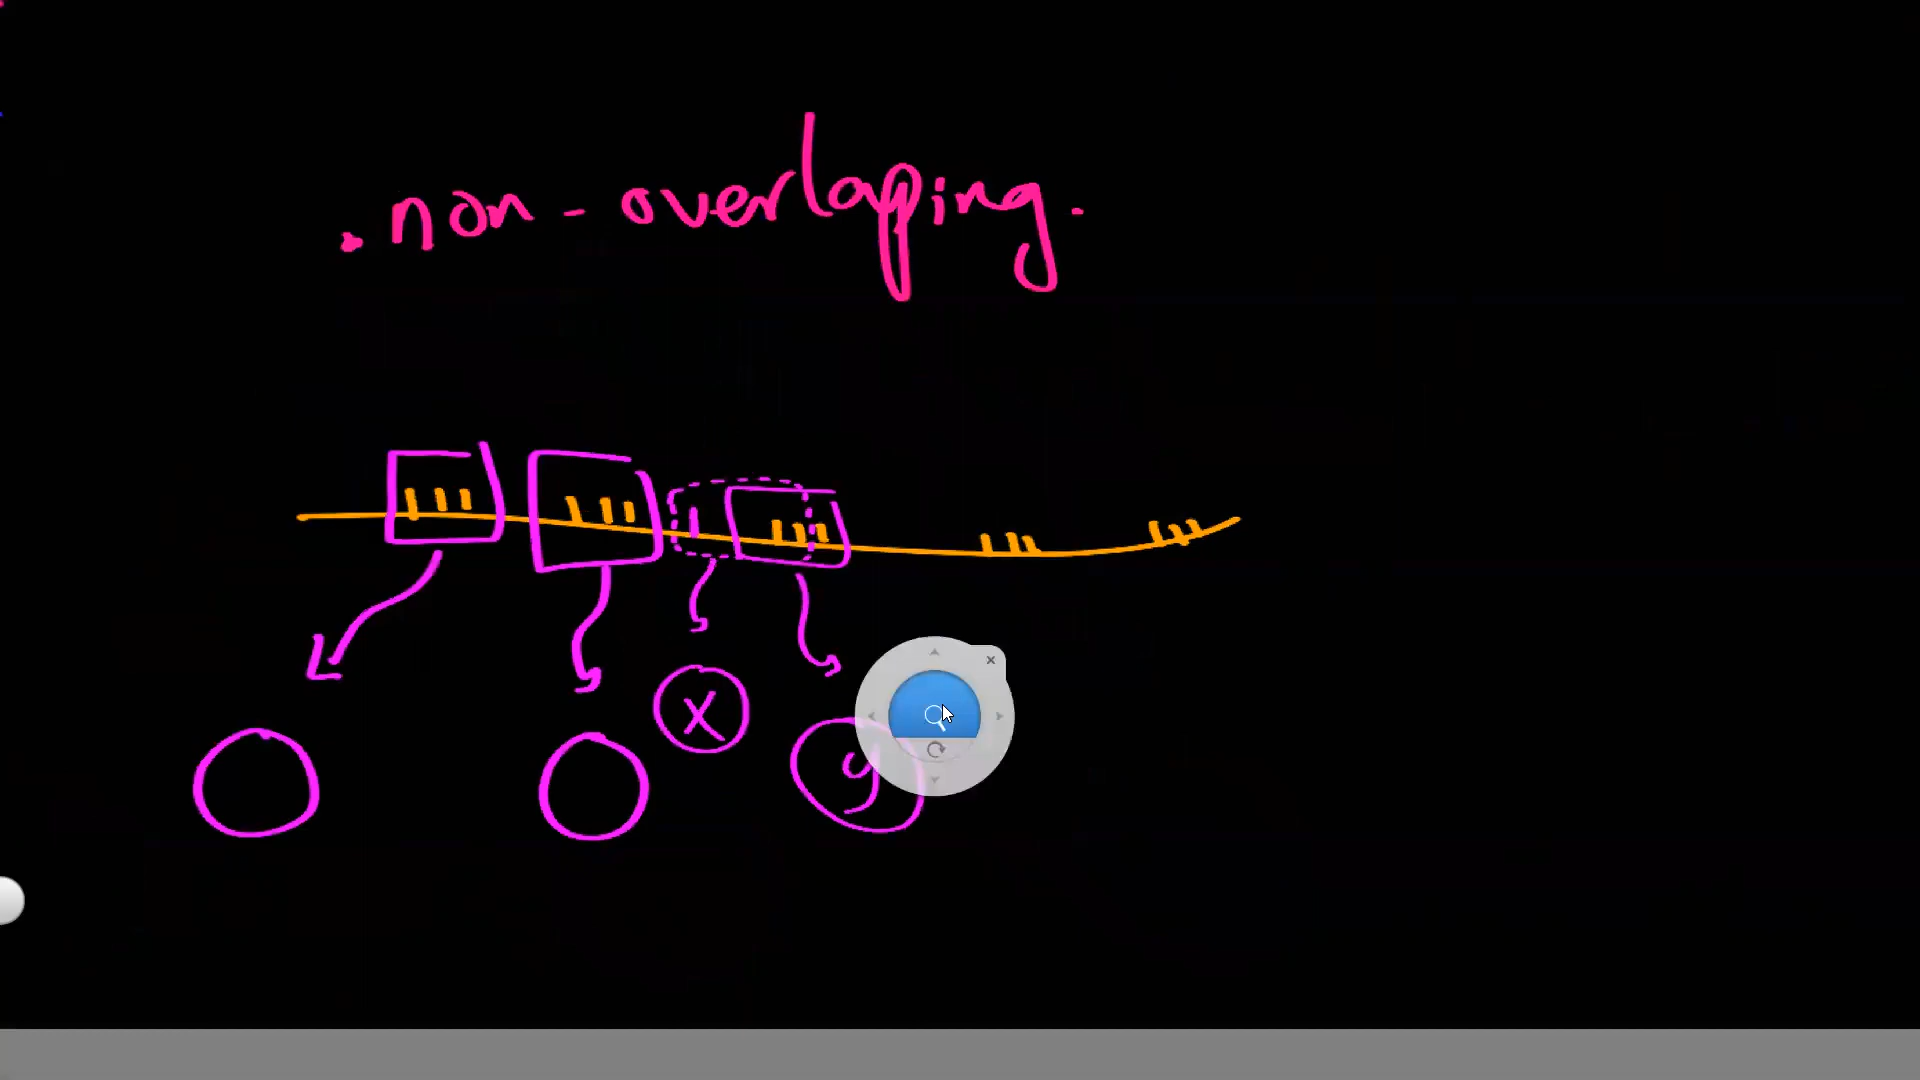 . non - overlaping .
X
y